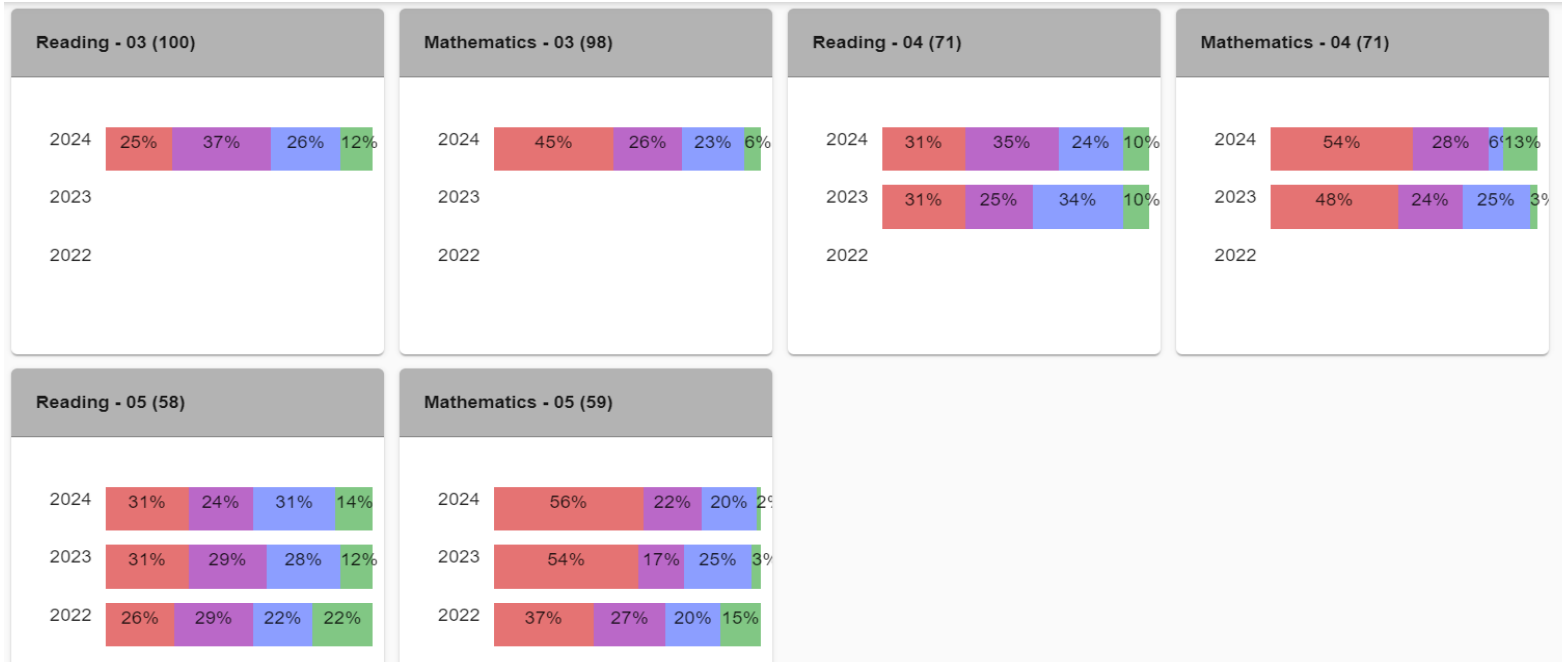 Reading - 03 (100)
2024 25% 37% 26% 12%
2023
2022
Mathematics - 03 (98)
2024 45% 26% 23% 6%
2023
2022
Reading - 04 (71)
2024 31% 35% 24% 10%
2023 31% 25% 34% 10%
2022
Mathematics - 04 (71)
2024 54% 28% 6% 13%
2023 48% 24% 25% 3%
2022
Reading - 05 (58)
2024 31% 24% 31% 14%
2023 31% 29% 28% 12%
2022 26% 29% 22% 22%
Mathematics - 05 (59)
2024 56% 22% 20% 2%
2023 54% 17% 25% 3%
2022 37% 27% 20% 15%